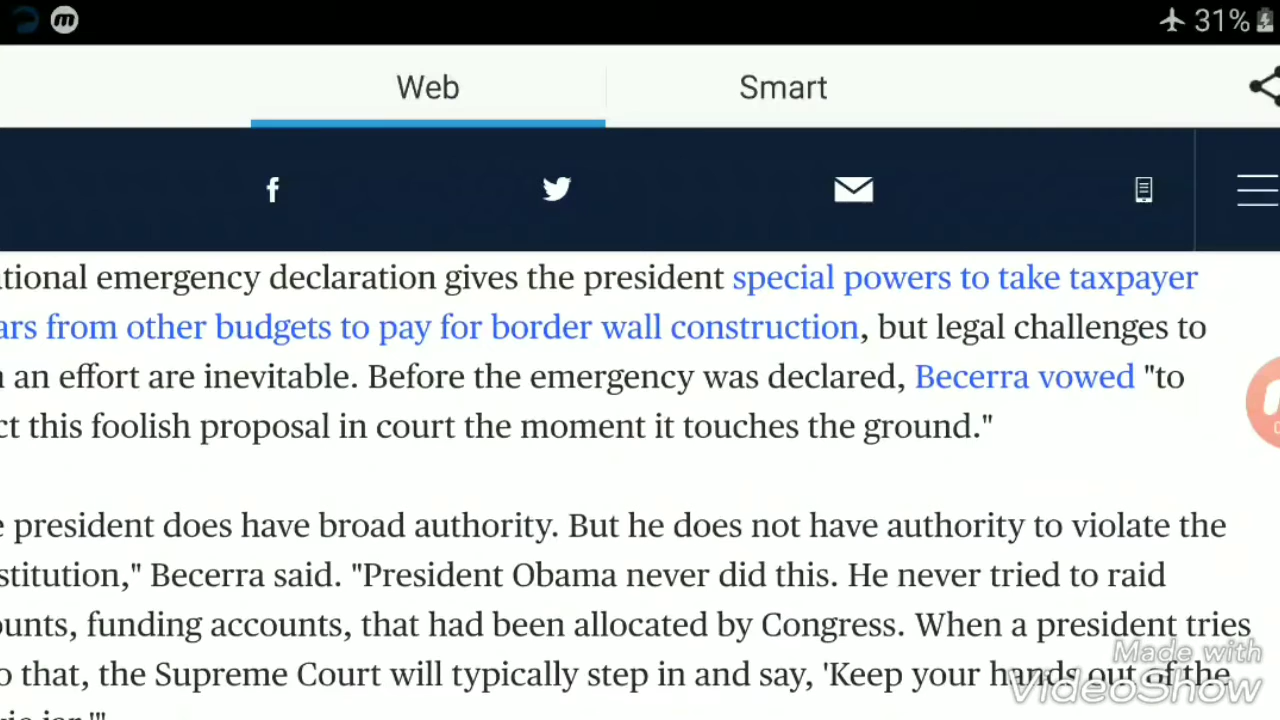 31%
Web Smart
tional emergency declaration gives the president special powers to take taxpayer
ars from other budgets to pay for border wall construction, but legal challenges to
an effort are inevitable. Before the emergency was declared, Becerra vowed "to
ct this foolish proposal in court the moment it touches the ground."
president does have broad authority. But he does not have authority to violate the
stitution," Becerra said. "President Obama never did this. He never tried to raid
ounts, funding accounts, that had been allocated by Congress. When a president tries
o that, the Supreme Court will typically step in and say, 'Keep your hands out of the
Made with
VideoShow